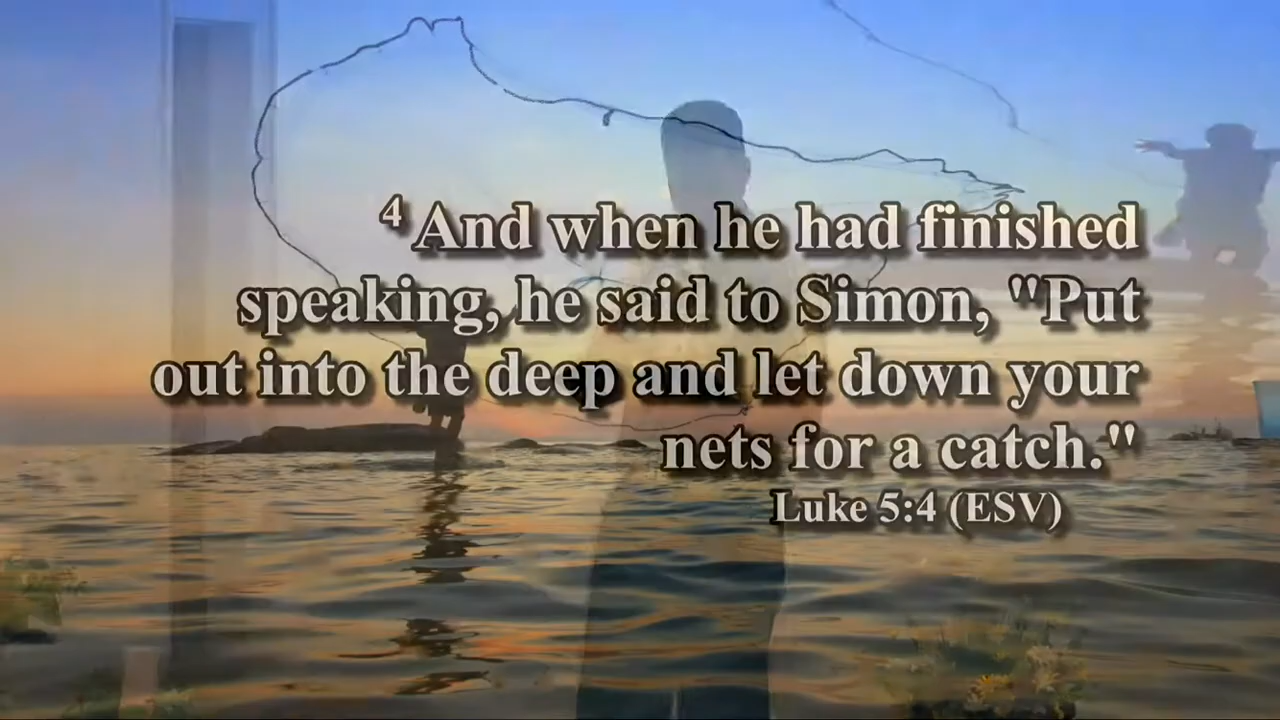 4 And when he had finished
speaking, he said to Simon, "Put
out into the deep and let down your
nets for a catch."
Luke 5:4 (ESV)